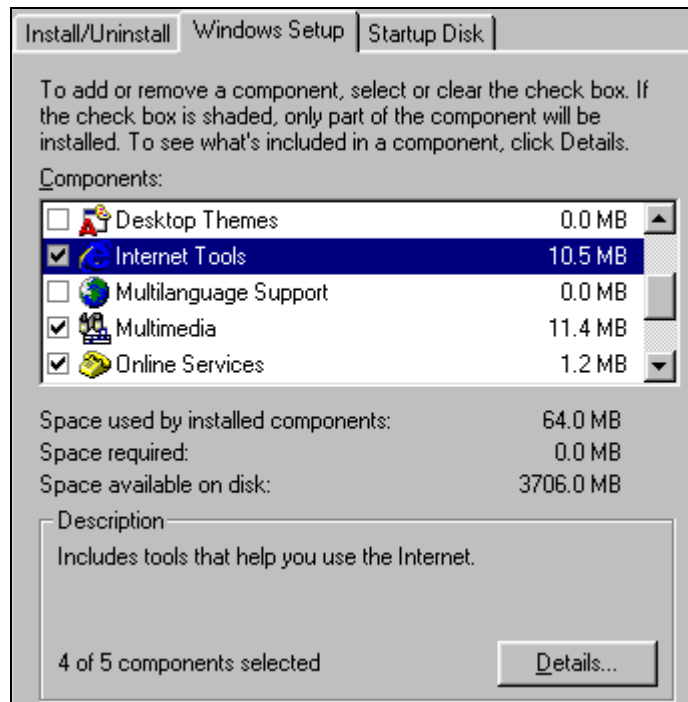 Install/Uninstall Windows Setup Startup Disk
To add or remove a component, select or clear the check box. If
the check box is shaded, only part of the component will be
installed. To see what's included in a component, click Details.
Components:
Desktop Themes 0.0 MB
Internet Tools 10.5 MB
Multilanguage Support 0.0 MB
Multimedia 11.4 MB
Online Services 1.2 MB
Space used by installed components: 64.0 MB
Space required: 0.0 MB
Space available on disk: 3706.0 MB
Description
Includes tools that help you use the Internet.
4 of 5 components selected Details...